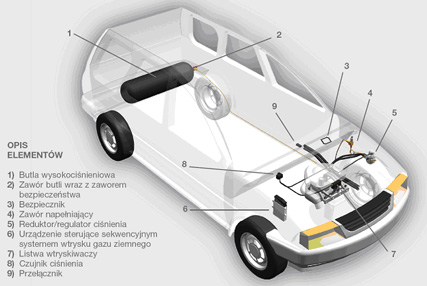 1
2
3
4
5
9
8
6
7
OPIS
ELEMENTÓW
1) Butla wysokociśnieniowa
2) Zawór butli wraz z zaworem
bezpieczeństwa
3) Bezpiecznik
4) Zawór napełniający
5) Reduktor/regulator ciśnienia
6) Urządzenie sterujące sekwencyjnym
systemem wtrysku gazu ziemnego
7) Listwa wtryskiwaczy
8) Czujnik ciśnienia
9) Przełącznik